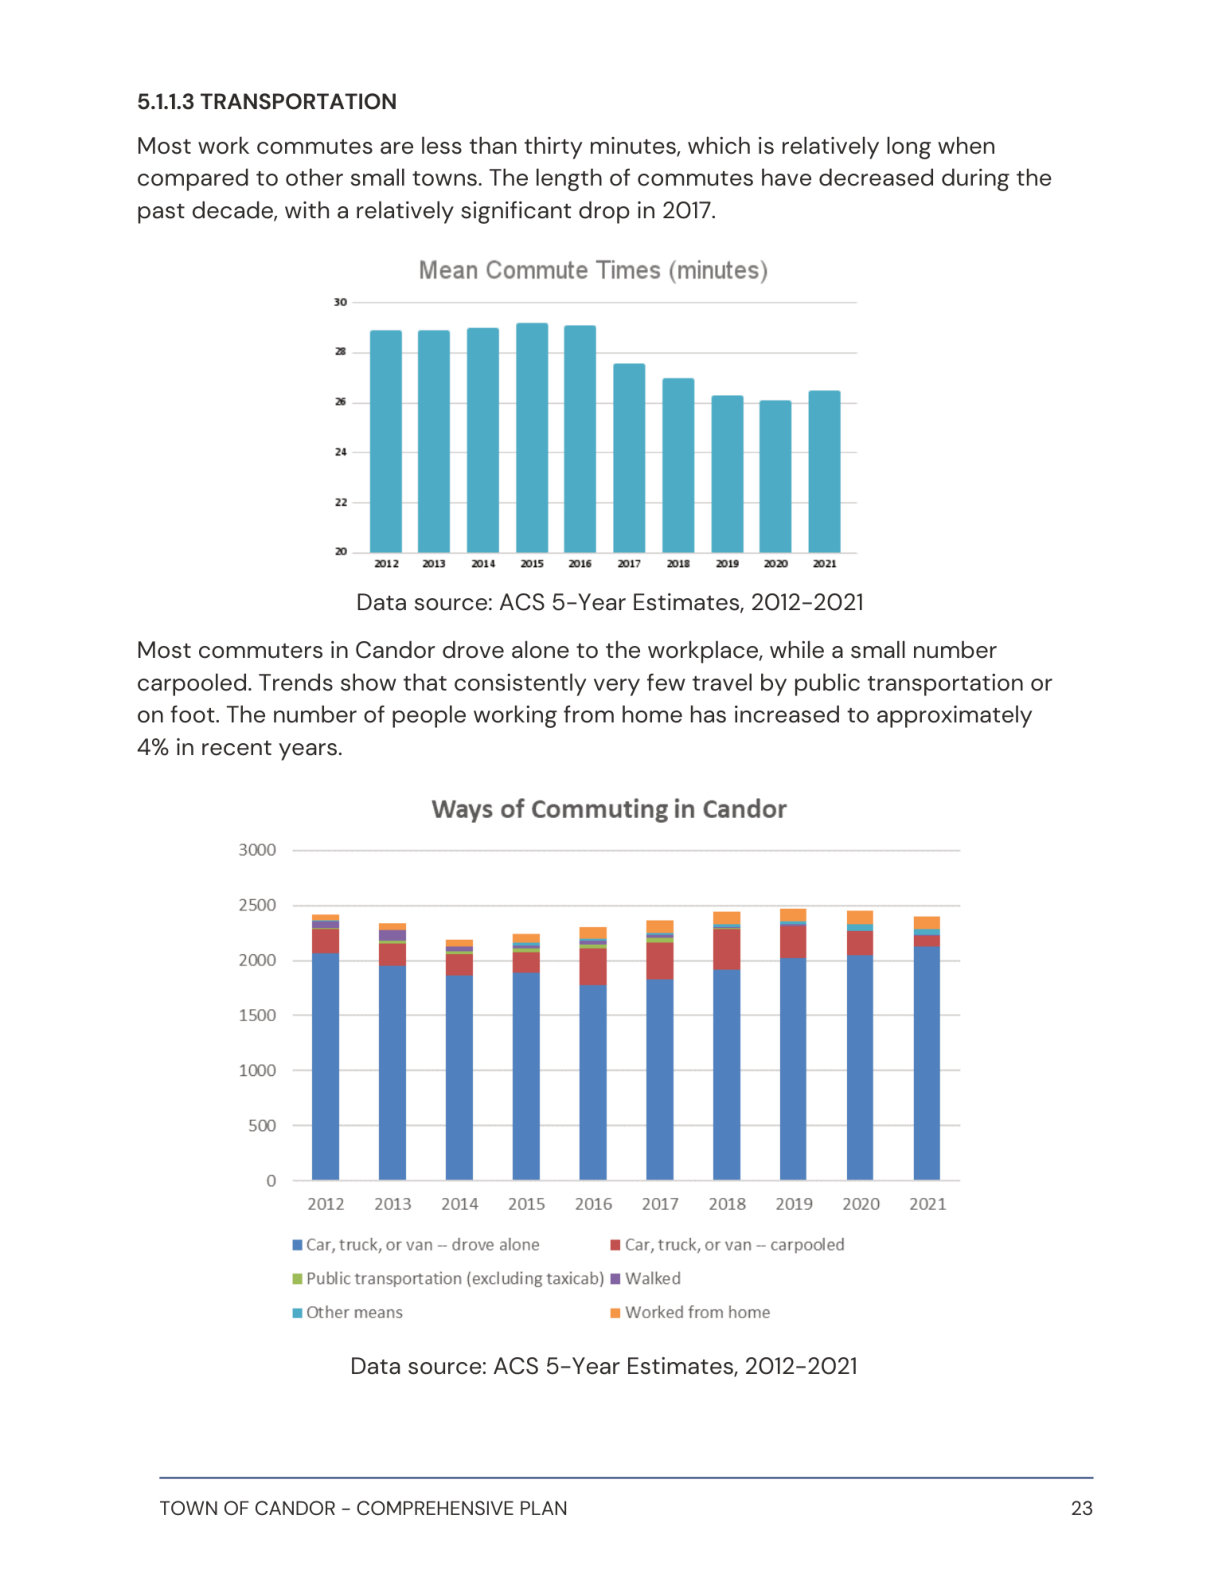 5.1.1.3 TRANSPORTATION
Most work commutes are less than thirty minutes, which is relatively long when
compared to other small towns. The length of commutes have decreased during the
past decade, with a relatively significant drop in 2017.
Mean Commute Times (minutes)
30
28
26
24
22
20
2012 2013 2014 2015 2016 2017 2018 2019 2020 2021
Data source: ACS 5-Year Estimates, 2012-2021
Most commuters in Candor drove alone to the workplace, while a small number
carpooled. Trends show that consistently very few travel by public transportation or
on foot. The number of people working from home has increased to approximately
4% in recent years.
Ways of Commuting in Candor
3000
2500
2000
1500
1000
500
0
2012 2013 2014 2015 2016 2017 2018 2019 2020 2021
Car, truck, or van -- drove alone Car, truck, or van -- carpooled
Public transportation (excluding taxicab) Walked
Other means Worked from home
Data source: ACS 5-Year Estimates, 2012-2021
TOWN OF CANDOR - COMPREHENSIVE PLAN 23